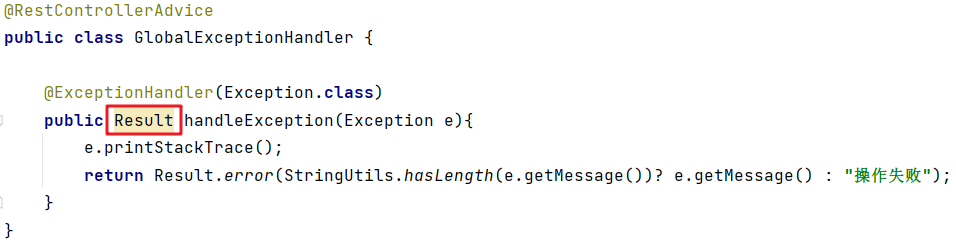 @RestControllerAdvice
public class GlobalExceptionHandler {
@ExceptionHandler(Exception.class)
public Result handleException(Exception e){
e.printStackTrace();
return Result.error(StringUtils.hasLength(e.getMessage())? e.getMessage() : "操作失败");
}
}